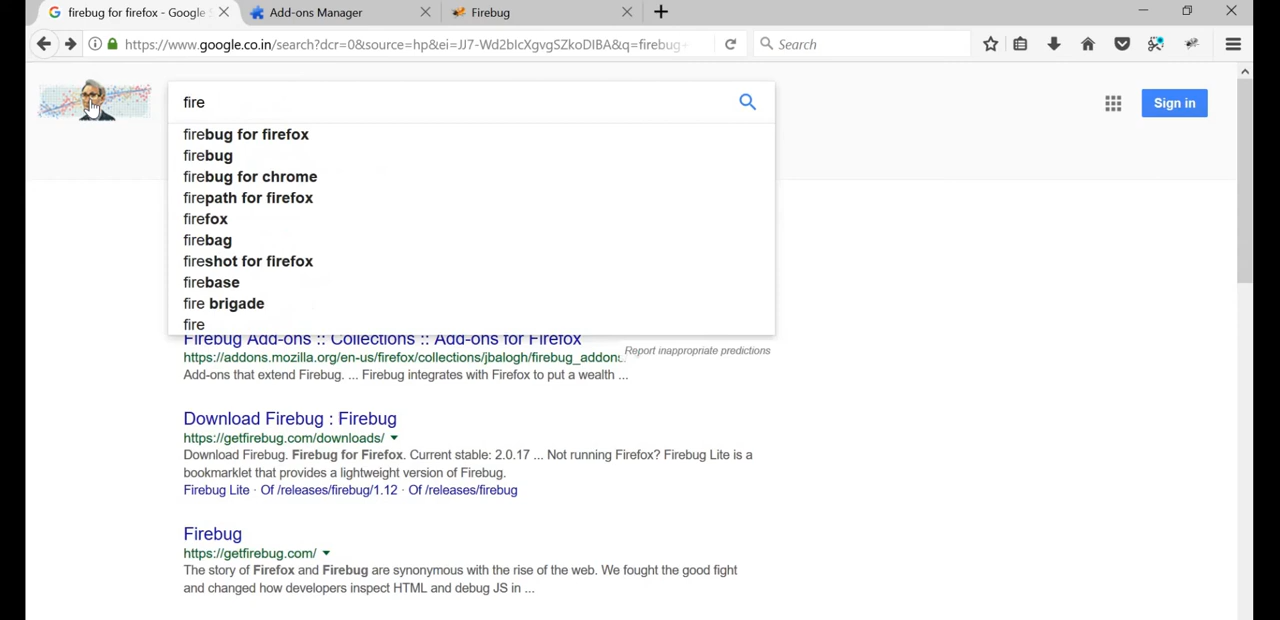 firebug for firefox - Google S
Add-ons Manager
Firebug
https://www.google.co.in/search?dcr=0&source=hp&ei=JJ7-Wd2bIcXgvgSZkoDIBA&q=firebug+
Search
fire
Sign in
firebug for firefox
firebug
firebug for chrome
firepath for firefox
firefox
firebag
fireshot for firefox
firebase
fire brigade
fire
Firebug Add-ons :: Collections :: Add-ons for Firefox
Report inappropriate predictions
https://addons.mozilla.org/en-us/firefox/collections/jbalogh/firebug_addons
Add-ons that extend Firebug. ... Firebug integrates with Firefox to put a wealth ...
Download Firebug : Firebug
https://getfirebug.com/downloads/
Download Firebug. Firebug for Firefox. Current stable: 2.0.17 ... Not running Firefox? Firebug Lite is a
bookmarklet that provides a lightweight version of Firebug.
Firebug Lite · Of /releases/firebug/1.12 · Of /releases/firebug
Firebug
https://getfirebug.com/
The story of Firefox and Firebug are synonymous with the rise of the web. We fought the good fight
and changed how developers inspect HTML and debug JS in ...